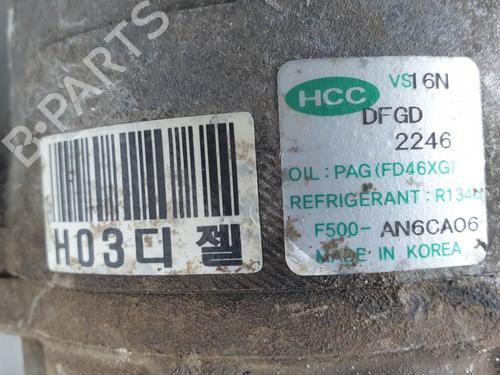 B-PARTS
HCC VS16N
DFGD
2246
OIL : PAG(FD46XG)
REFRIGERANT : R134a
F500- AN6CA06
MADE IN KOREA
H03디 젤